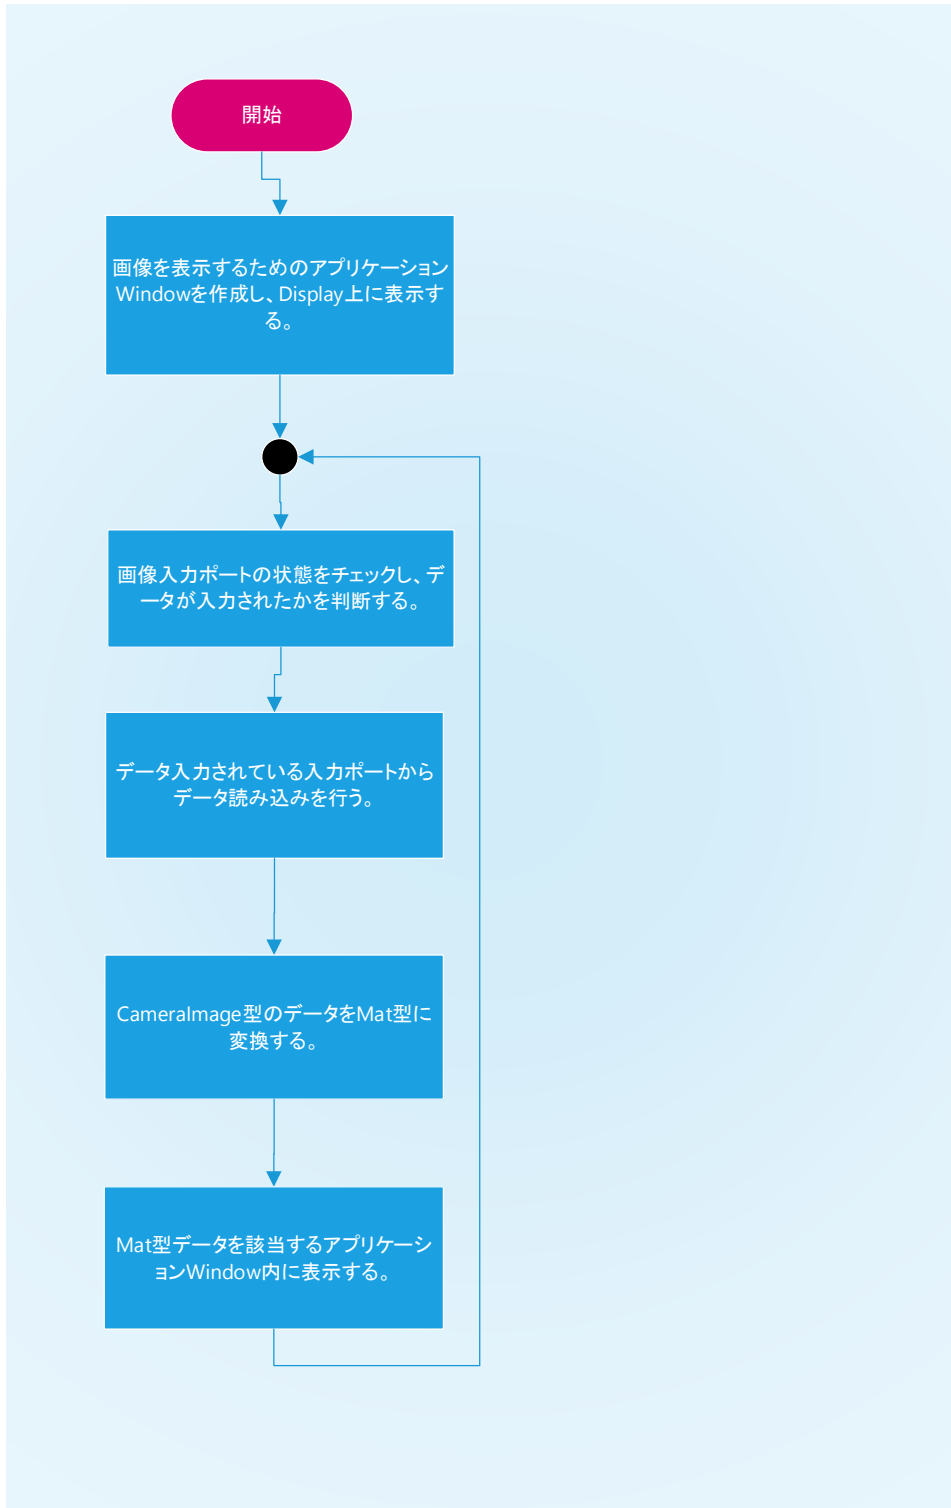 開始
画像を表示するためのアプリケーション
Windowを作成し、Display上に表示す
る。
画像入力ポートの状態をチェックし、デ
ータが入力されたかを判断する。
データ入力されている入力ポートから
データ読み込みを行う。
CameraImage型のデータをMat型に
変換する。
Mat型データを該当するアプリケーシ
ョンWindow内に表示する。